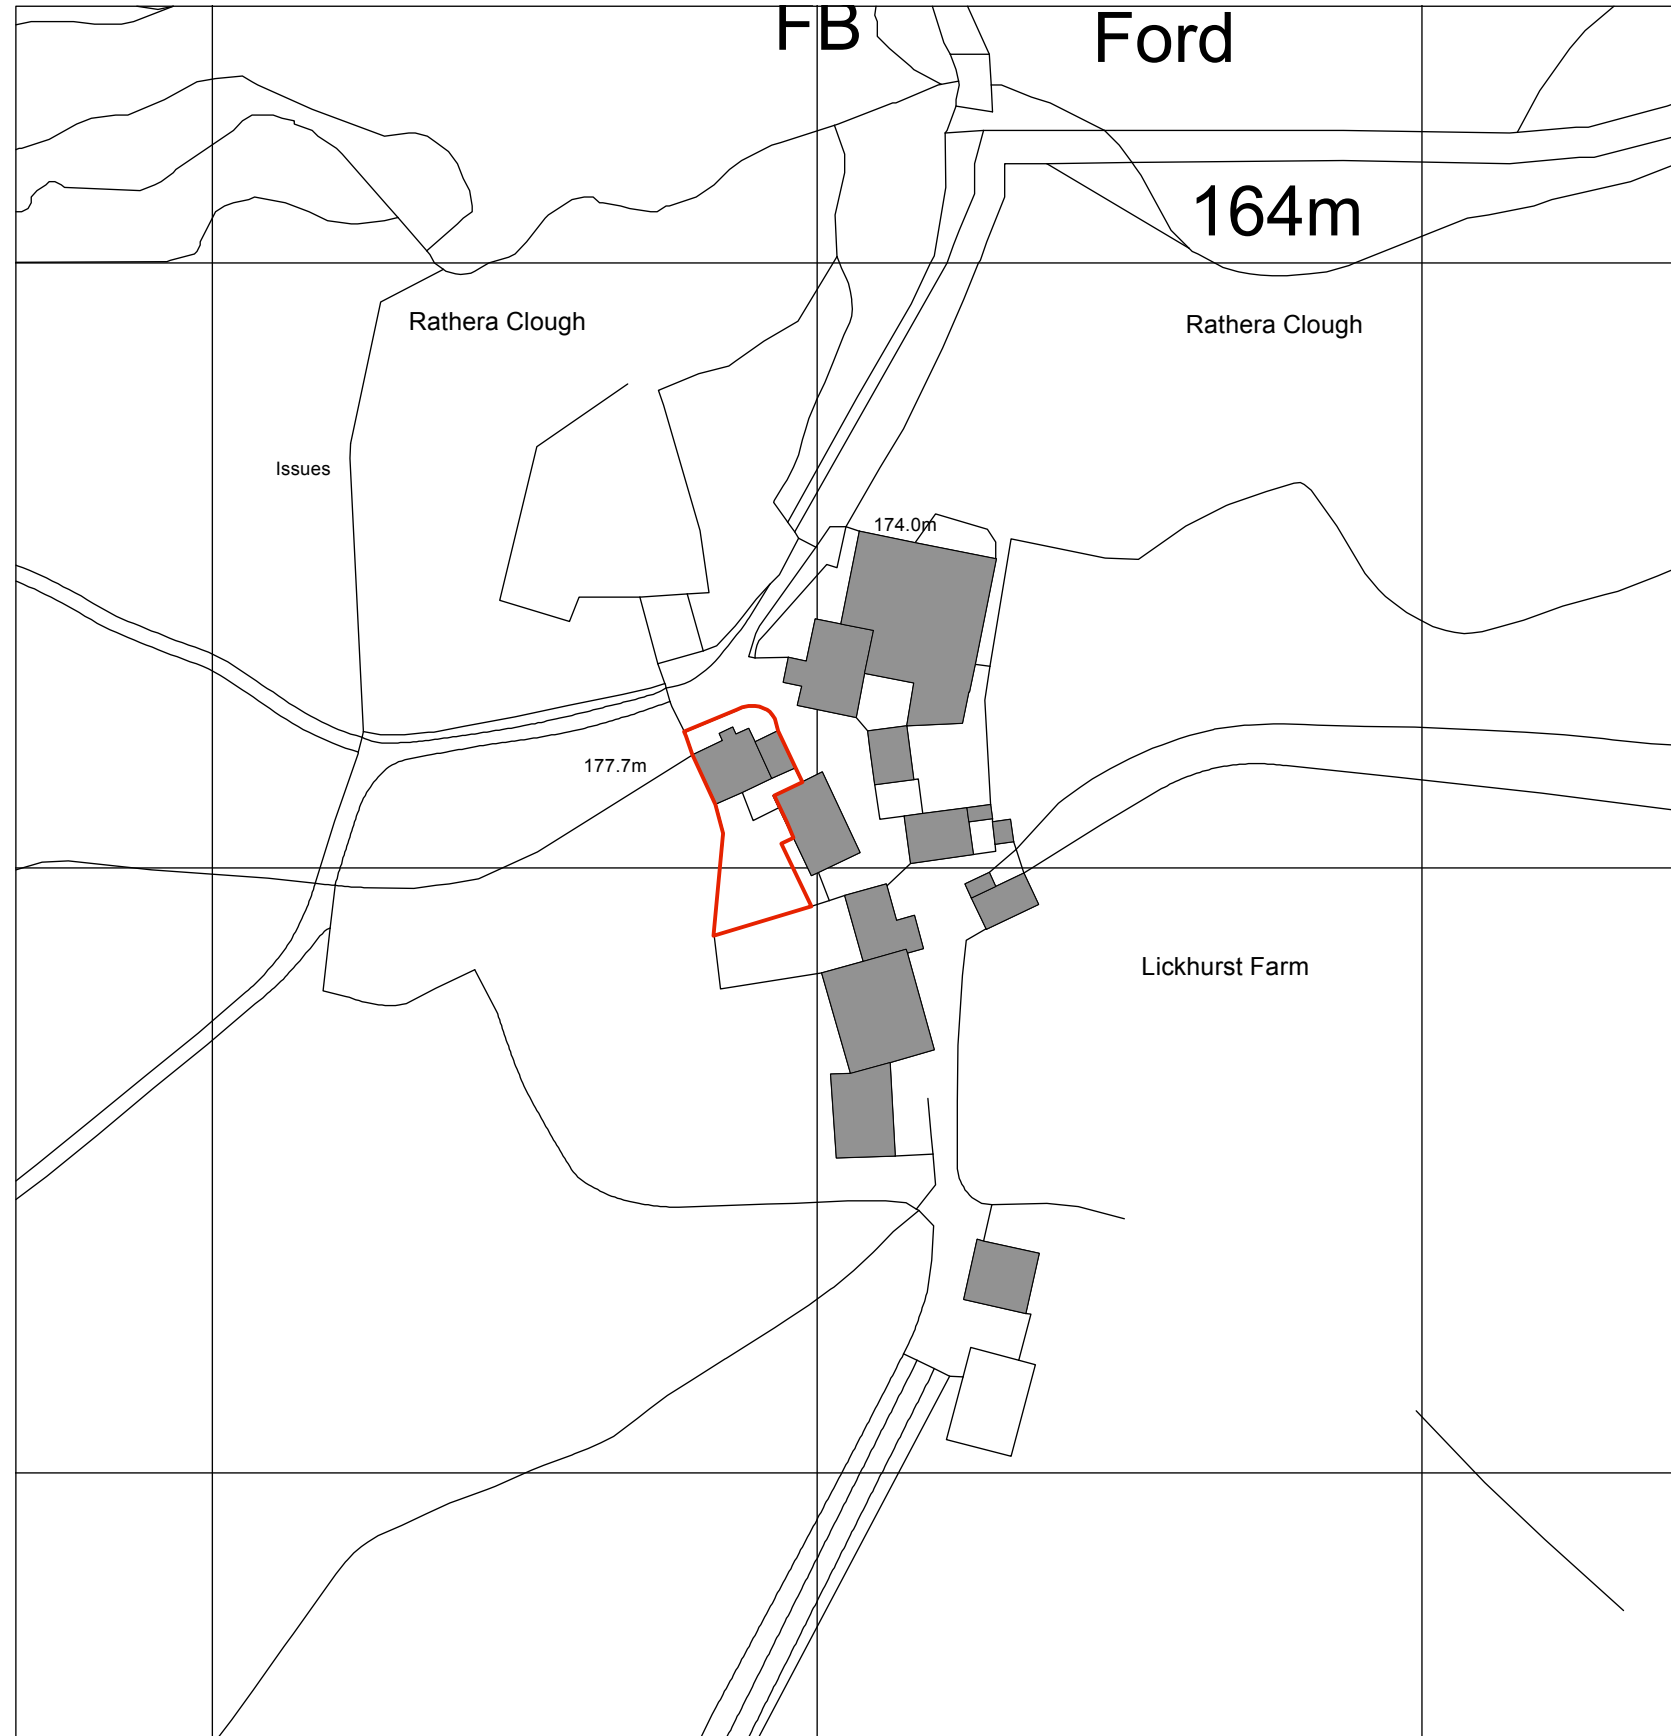 FB
Ford
164m
Rathera Clough
Rathera Clough
Issues
174.0m
177.7m
Lickhurst Farm